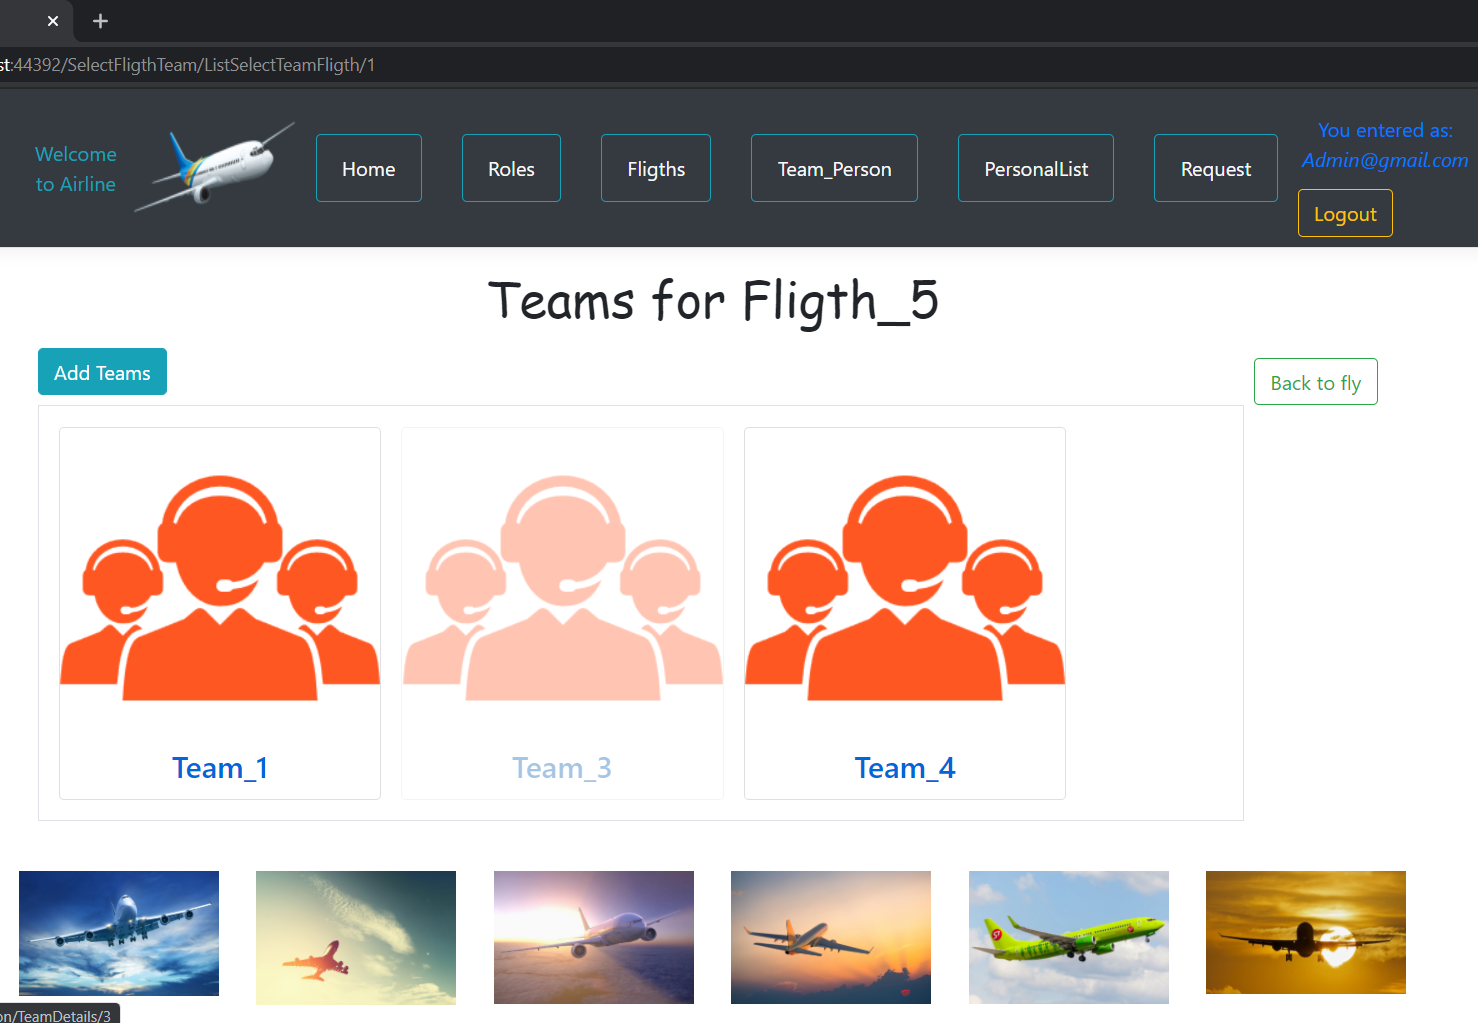 st:44392/SelectFligthTeam/ListSelectTeamFligth/1
Welcome
to Airline
Home
Roles
Fligths
Team_Person
PersonalList
Request
You entered as:
Admin@gmail.com
Logout
Teams for Fligth_5
Add Teams
Back to fly
Team_1
Team_3
Team_4
on/TeamDetails/3